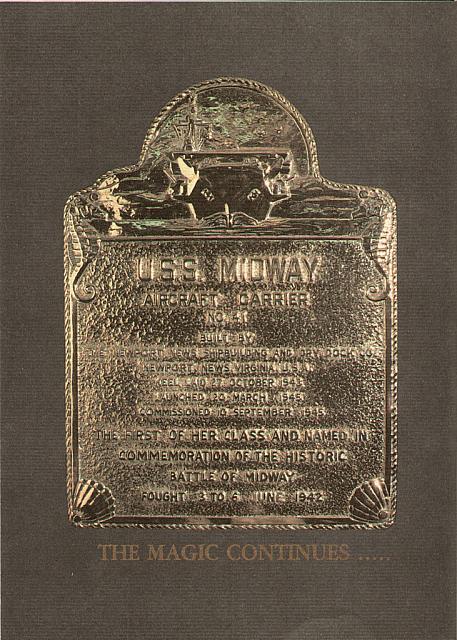 U.S.S. MIDWAY
AIRCRAFT CARRIER
NO. 41
BUILT BY
THE NEWPORT NEWS SHIPBUILDING AND DRY DOCK CO.
NEWPORT NEWS, VIRGINIA, U.S.A.
KEEL LAID 27 OCTOBER 1943
LAUNCHED 20 MARCH 1945
COMMISSIONED 10 SEPTEMBER 1945
THE FIRST OF HER CLASS AND NAMED IN
COMMEMORATION OF THE HISTORIC
BATTLE OF MIDWAY
FOUGHT 3 TO 6 JUNE 1942
THE MAGIC CONTINUES .....